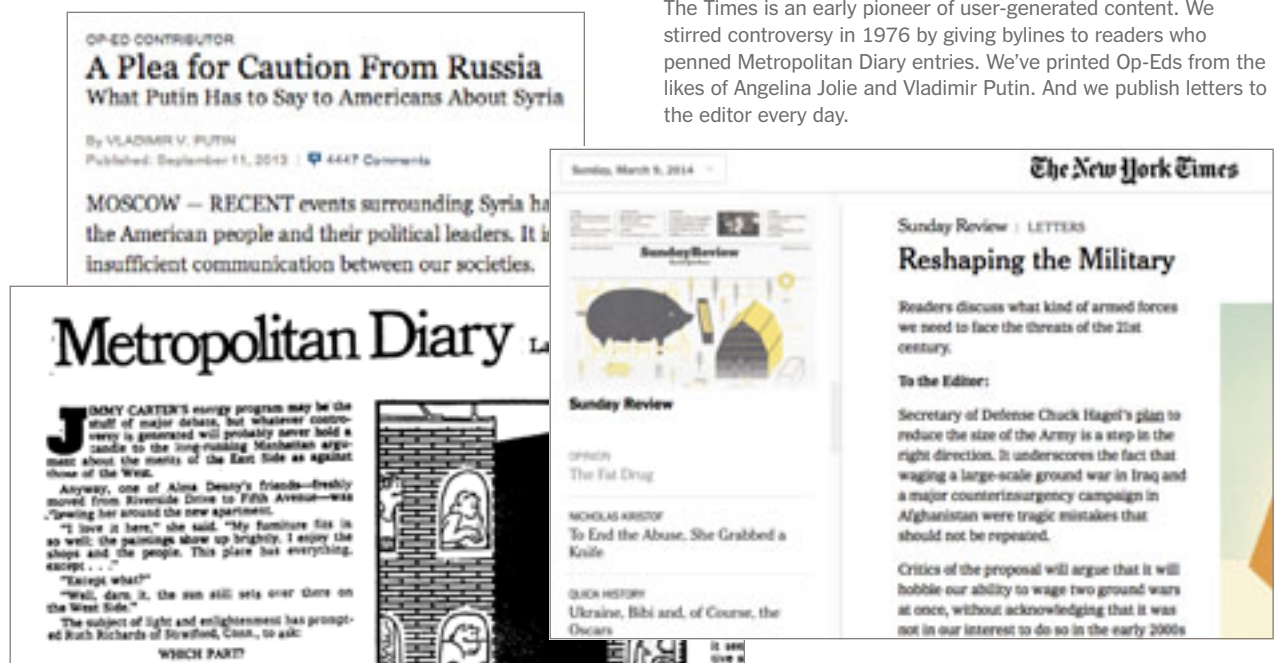 The Times is an early pioneer of user-generated content. We
stirred controversy in 1976 by giving bylines to readers who
penned Metropolitan Diary entries. We’ve printed Op-Eds from the
likes of Angelina Jolie and Vladimir Putin. And we publish letters to
the editor every day.
OP-ED CONTRIBUTOR
A Plea for Caution From Russia
What Putin Has to Say to Americans About Syria
By VLADIMIR V. PUTIN
Published: September 11, 2013 | 4447 Comments
MOSCOW — RECENT events surrounding Syria ha
the American people and their political leaders. It i
insufficient communication between our societies.
Metropolitan Diary
JIMMY CARTER'S energy program may be the
stuff of major debate, but whatever contro-
versy is generated will probably never hold a
candle to the long-running Manhattan argu-
ment about the merits of the East Side as against
those of the West.
Anyway, one of Alma Denny's friends—freshly
moved from Riverside Drive to Fifth Avenue—was
showing her around the new apartment.
"I love it here," she said. "My furniture fits in
so well; the paintings show up brightly. I enjoy the
shops and the people. This place has everything,
except . . ."
"Except what?"
"Well, darn it, the sun still sets over there on
the West Side."
The subject of light and enlightenment has prompt-
ed Ruth Richards of Stratford, Conn., to ask:
WHICH PART?
it see
Sunday, March 9, 2014
The New York Times
SundayReview
Sunday Review
OPINION
The Fat Drug
NICHOLAS KRISTOF
To End the Abuse, She Grabbed a
Knife
QUICK HISTORY
Ukraine, Bibi and, of Course, the
Oscars
Sunday Review | LETTERS
Reshaping the Military
Readers discuss what kind of armed forces
we need to face the threats of the 21st
century.
To the Editor:
Secretary of Defense Chuck Hagel's plan to
reduce the size of the Army is a step in the
right direction. It underscores the fact that
waging a large-scale ground war in Iraq and
a major counterinsurgency campaign in
Afghanistan were tragic mistakes that
should not be repeated.
Critics of the proposal will argue that it will
hobble our ability to wage two ground wars
at once, without acknowledging that it was
not in our interest to do so in the early 2000s